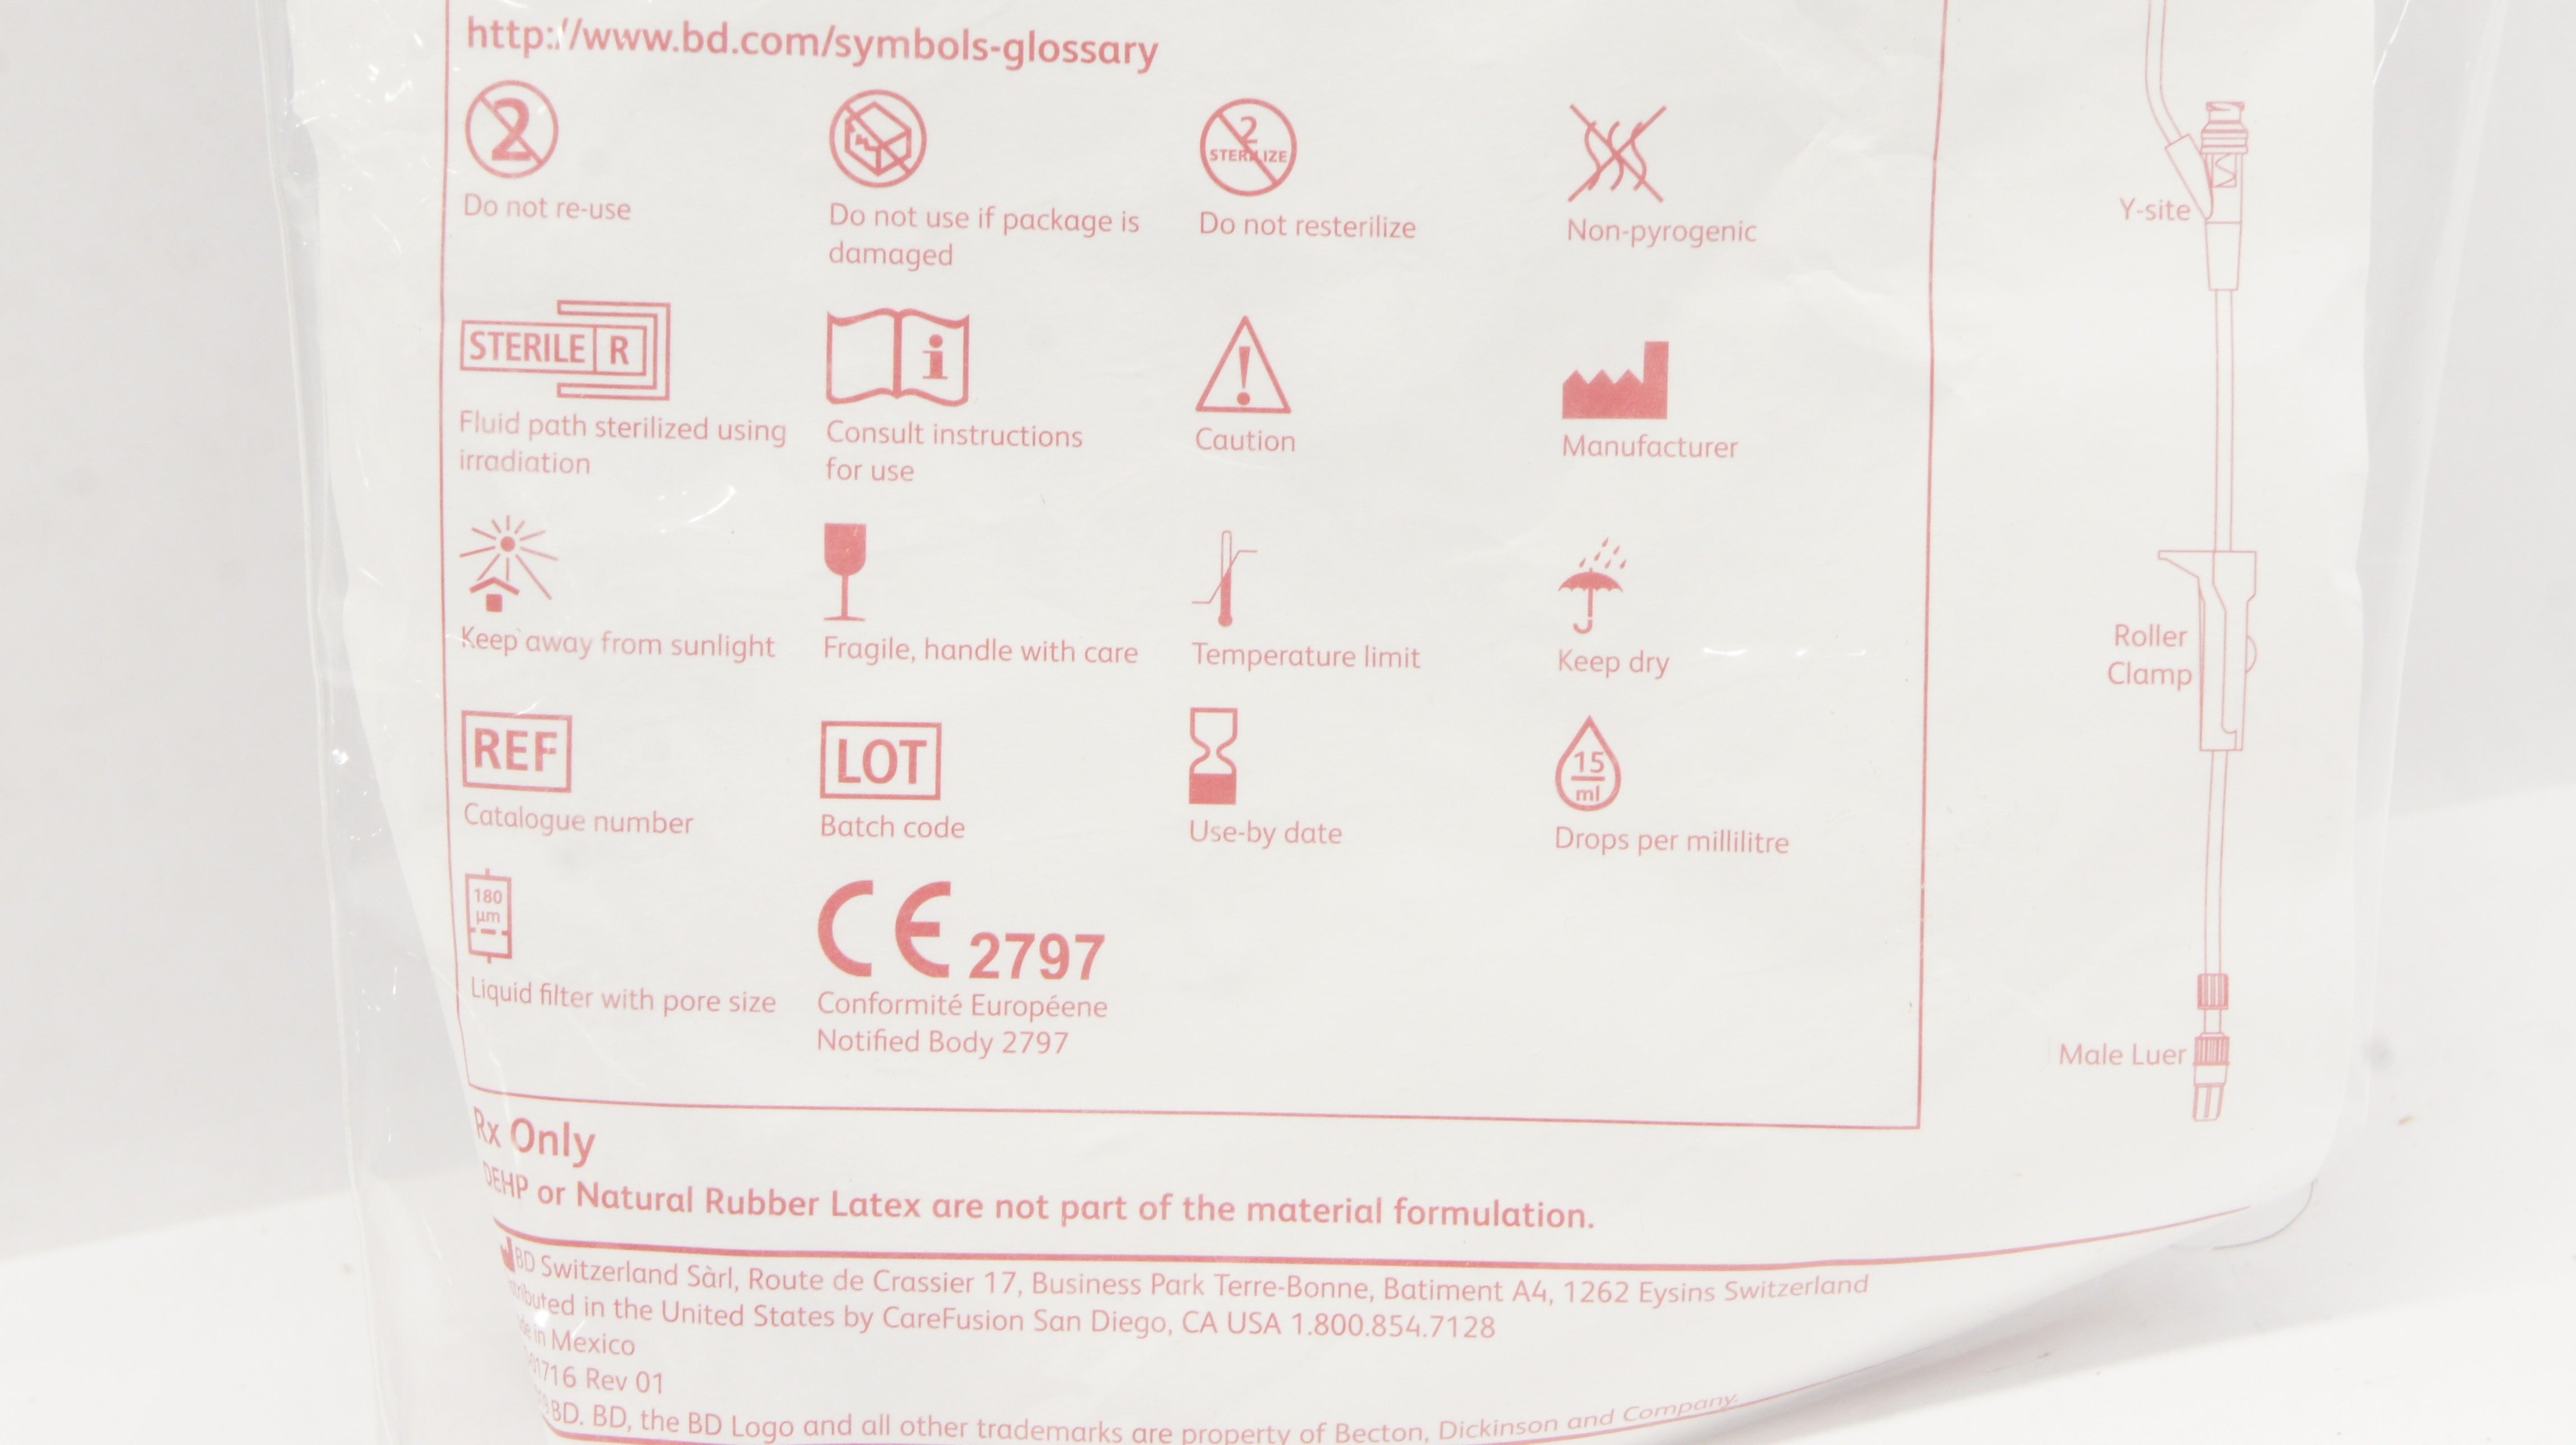 http://www.bd.com/symbols-glossary
2
2
STERILIZE
Do not re-use
Do not use if package is
damaged
Do not resterilize
Non-pyrogenic
Y-site
STERILE R
i
!
Fluid path sterilized using
irradiation
Consult instructions
for use
Caution
Manufacturer
Keep away from sunlight
Fragile, handle with care
Temperature limit
Keep dry
Roller
Clamp
REF
LOT
15
ml
Catalogue number
Batch code
Use-by date
Drops per millilitre
180
µm
CE 2797
Liquid filter with pore size
Conformité Européene
Notified Body 2797
Male Luer
Rx Only
DEHP or Natural Rubber Latex are not part of the material formulation.
BD Switzerland Sàrl, Route de Crassier 17, Business Park Terre-Bonne, Batiment A4, 1262 Eysins Switzerland
in the United States by CareFusion San Diego, CA USA 1.800.854.7128
in Mexico
Rev 01
BD. BD, the BD Logo and all other trademarks are property of Becton, Dickinson and Company.